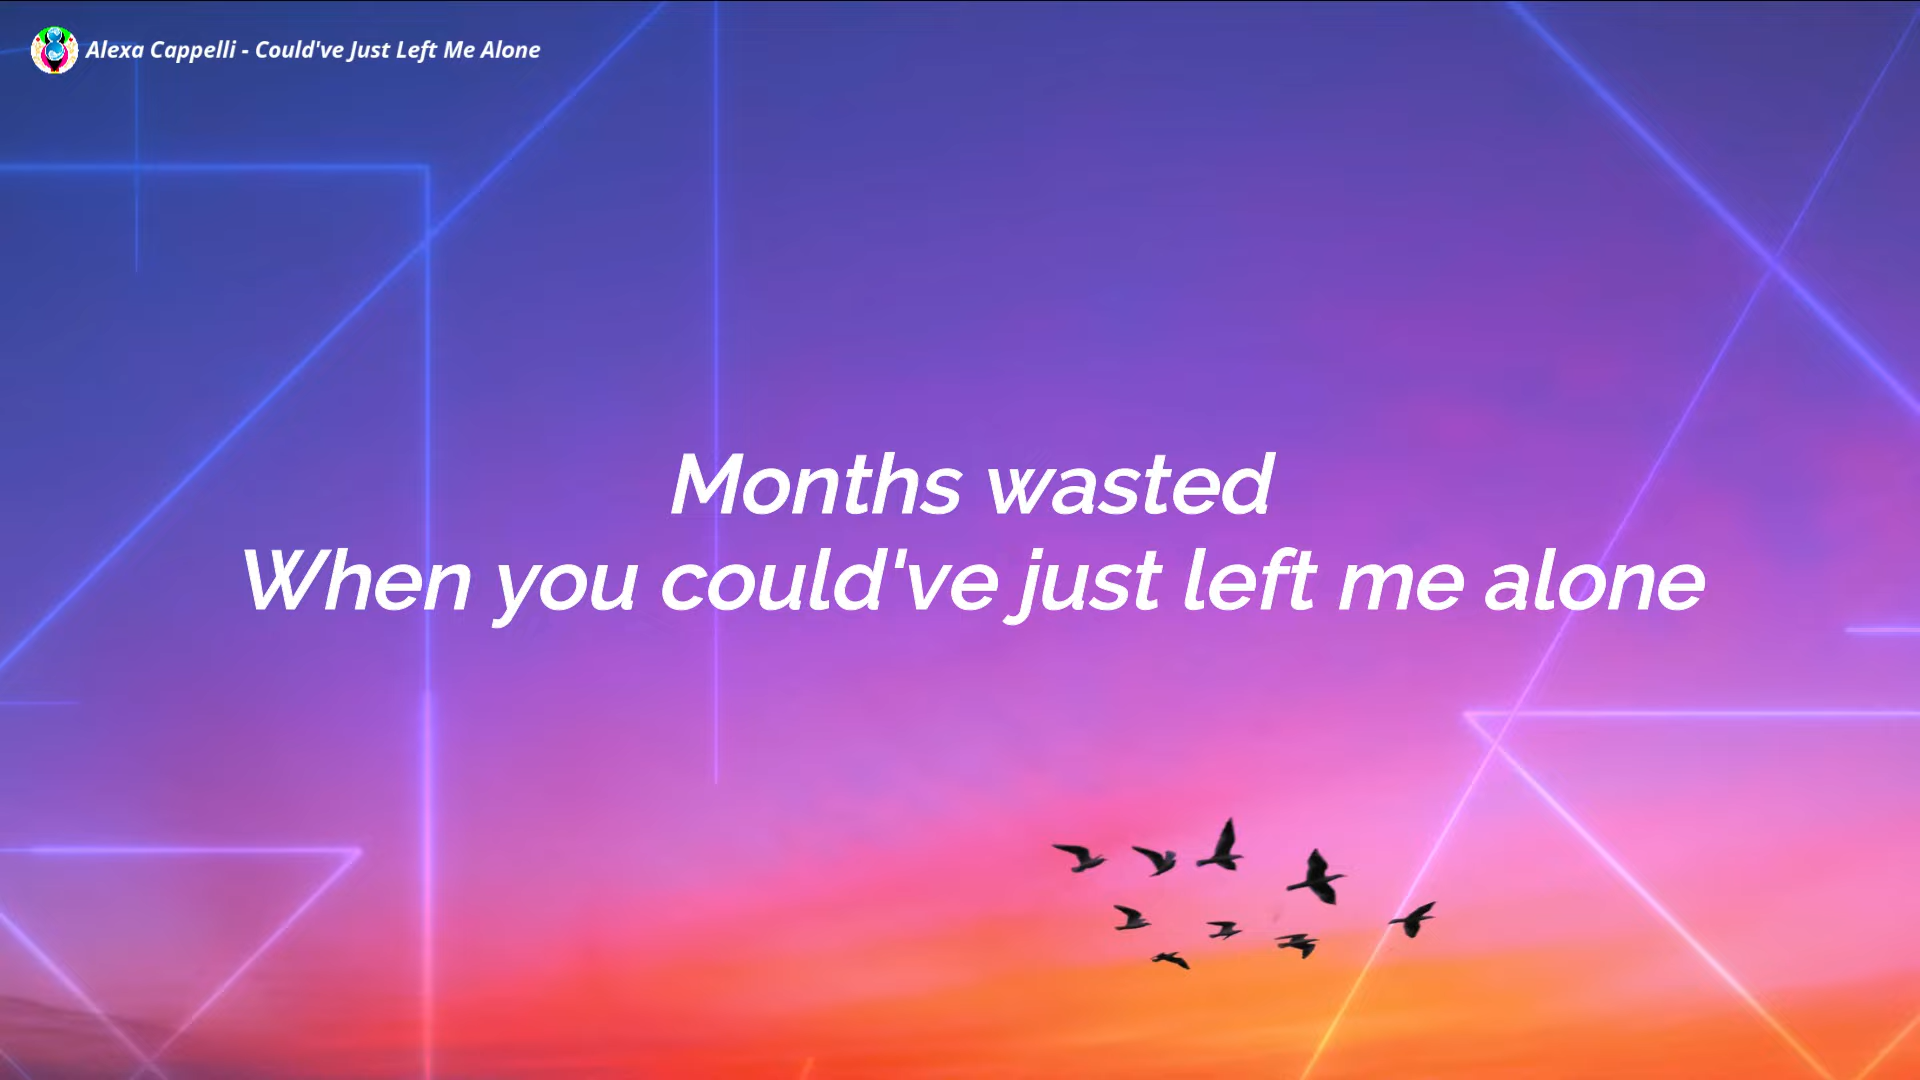 Alexa Cappelli - Could've Just Left Me Alone
Months wasted
When you could've just left me alone